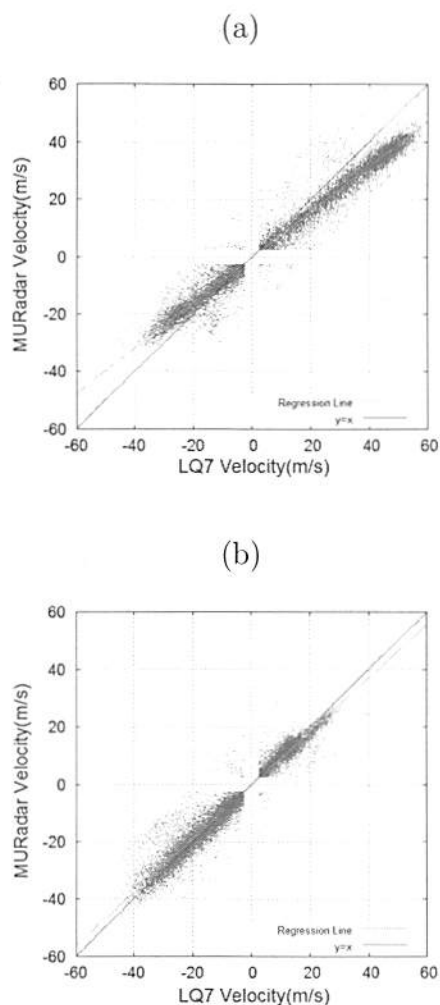 (a)
60
40
20
0
-20
-40
-60
MURadar Velocity(m/s)
Regression Line
y=x
-60 -40 -20 0 20 40 60
LQ7 Velocity(m/s)
(b)
60
40
20
0
-20
-40
-60
MURadar Velocity(m/s)
Regression Line
y=x
-60 -40 -20 0 20 40 60
LQ7 Velocity(m/s)